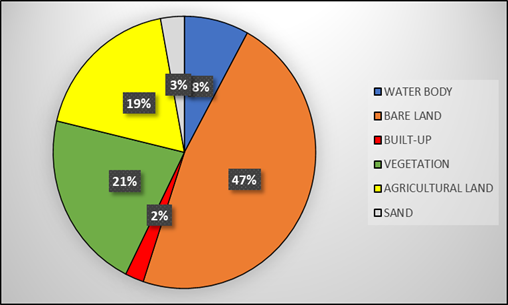 3%
8%
19%
47%
21%
2%
WATER BODY
BARE LAND
BUILT-UP
VEGETATION
AGRICULTURAL LAND
SAND